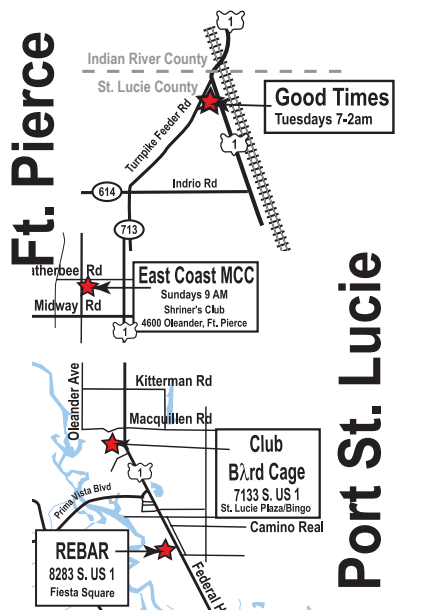 Ft. Pierce
1
Indian River County
St. Lucie County
Good Times
Tuesdays 7-2am
Turnpike Feeder Rd
1
614
Indrio Rd
713
atherbee Rd
East Coast MCC
Sundays 9 AM
Shriner's Club
4600 Oleander, Ft. Pierce
Midway Rd
1
Port St. Lucie
Oleander Ave
Kitterman Rd
Macquillen Rd
Club
Bλrd Cage
7133 S. US 1
St. Lucie Plaza/Bingo
1
Prima Vista Blvd
Camino Real
REBAR
8283 S. US 1
Fiesta Square
Federal H